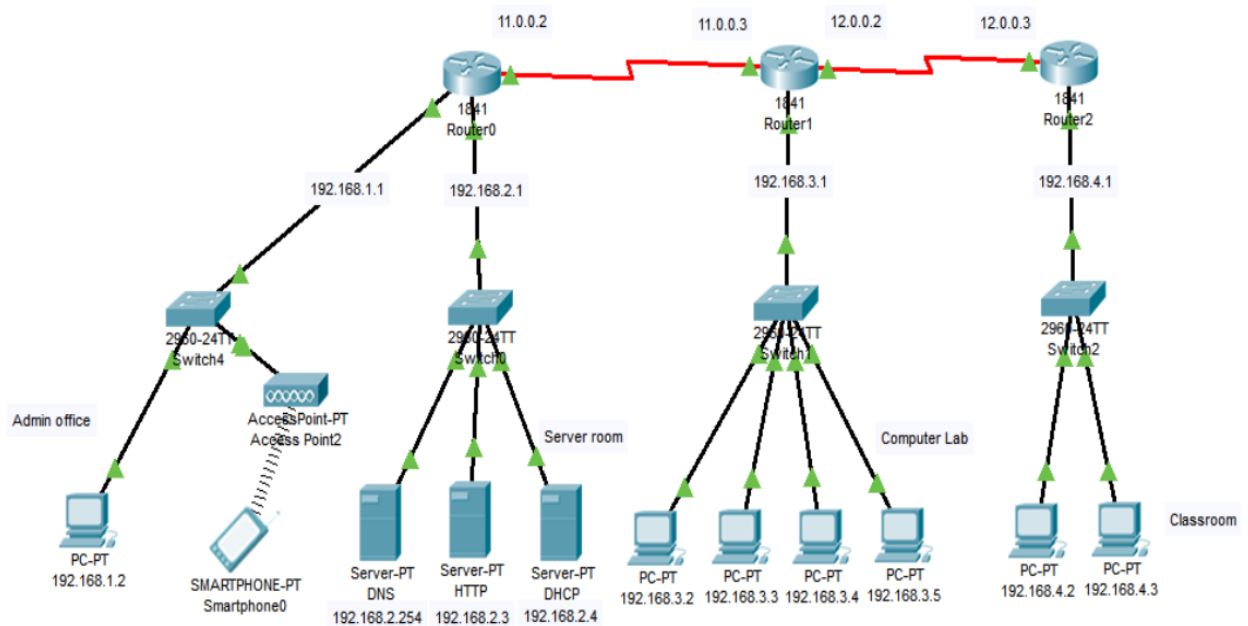 11.0.0.2
11.0.0.3
12.0.0.2
12.0.0.3
1841
Router0
1841
Router1
1841
Router2
192.168.1.1
192.168.2.1
192.168.3.1
192.168.4.1
2960-24TT
Switch4
2960-24TT
Switch0
2960-24TT
Switch1
2960-24TT
Switch2
Admin office
AccessPoint-PT
Access Point2
Server room
Computer Lab
Classroom
PC-PT
192.168.1.2
SMARTPHONE-PT
Smartphone0
Server-PT
DNS
192.168.2.254
Server-PT
HTTP
192.168.2.3
Server-PT
DHCP
192.168.2.4
PC-PT
192.168.3.2
PC-PT
192.168.3.3
PC-PT
192.168.3.4
PC-PT
192.168.3.5
PC-PT
192.168.4.2
PC-PT
192.168.4.3